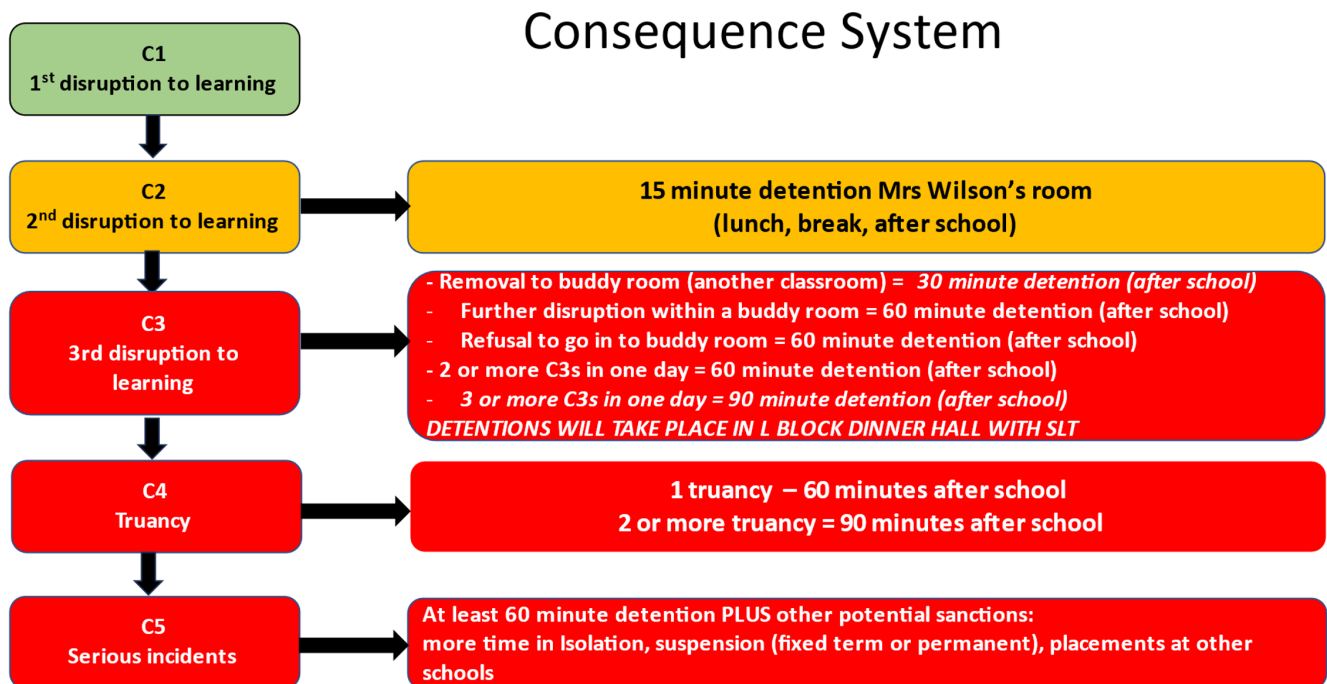 Consequence System
C1
1st disruption to learning
C2
2nd disruption to learning
15 minute detention Mrs Wilson’s room
(lunch, break, after school)
C3
3rd disruption to
learning
- Removal to buddy room (another classroom) = 30 minute detention (after school)
- Further disruption within a buddy room = 60 minute detention (after school)
- Refusal to go in to buddy room = 60 minute detention (after school)
- 2 or more C3s in one day = 60 minute detention (after school)
- 3 or more C3s in one day = 90 minute detention (after school)
DETENTIONS WILL TAKE PLACE IN L BLOCK DINNER HALL WITH SLT
C4
Truancy
1 truancy – 60 minutes after school
2 or more truancy = 90 minutes after school
C5
Serious incidents
At least 60 minute detention PLUS other potential sanctions:
more time in Isolation, suspension (fixed term or permanent), placements at other
schools